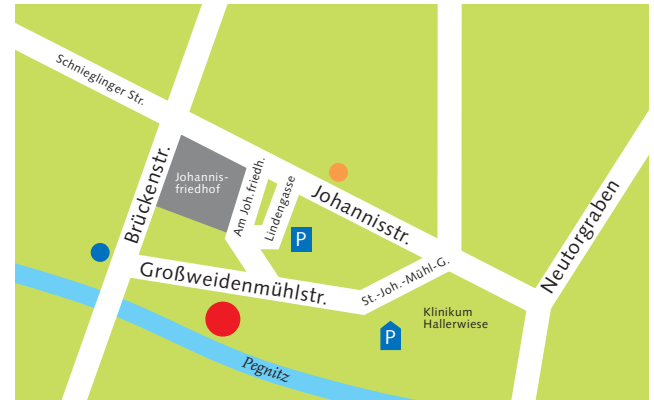 Schnieglinger Str.
Johannis-
friedhof
Brückenstr.
Am Joh.friedh.
Lindengasse
Johannisstr.
P
Neutorgraben
Großweidenmühlstr.
St.-Joh.-Mühl-G.
Klinikum
Hallerwiese
P
Pegnitz